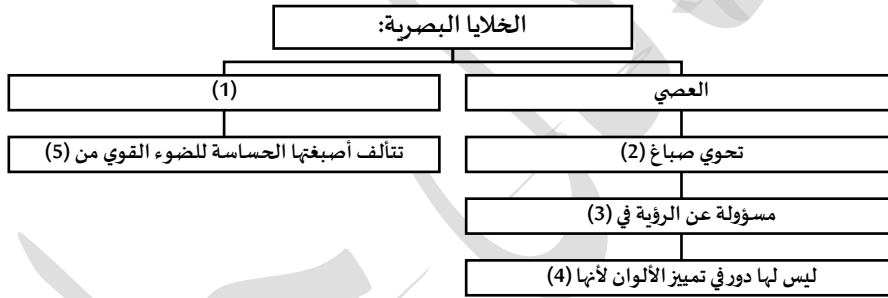 الخلايا البصرية:
العصي
(1)
تحوي صباغ (2)
تتألف أصبغتها الحساسة للضوء القوي من (5)
مسؤولة عن الرؤية في (3)
ليس لها دور في تمييز الألوان لأنها (4)